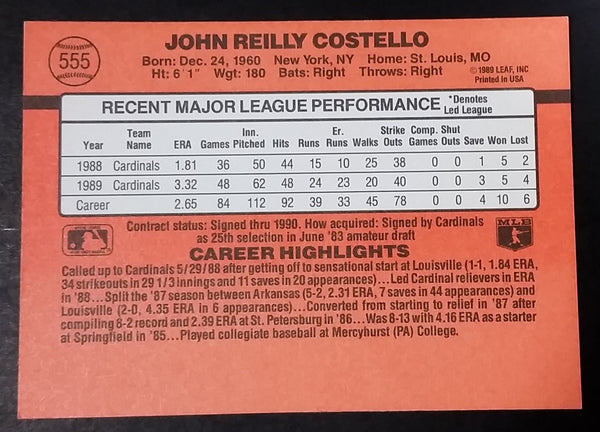 555
JOHN REILLY COSTELLO
Born: Dec. 24, 1960 New York, NY Home: St. Louis, MO
Ht: 6'1" Wgt: 180 Bats: Right Throws: Right
©1989 LEAF, INC
Printed in USA
RECENT MAJOR LEAGUE PERFORMANCE *Denotes Led League
Year Team Name ERA Games Inn. Pitched Hits Runs Er. Runs Walks Strike Outs Comp. Games Shut Outs Save Won Lost
1988 Cardinals 1.81 36 50 44 15 10 25 38 0 0 1 5 2
1989 Cardinals 3.32 48 62 48 24 23 20 40 0 0 3 5 4
Career 2.65 84 112 92 39 33 45 78 0 0 4 10 6
Contract status: Signed thru 1990. How acquired: Signed by Cardinals
as 25th selection in June '83 amateur draft
MLB
CAREER HIGHLIGHTS
Called up to Cardinals 5/29/88 after getting off to sensational start at Louisville (1-1, 1.84 ERA,
34 strikeouts in 29 1/3 innings and 11 saves in 20 appearances)...Led Cardinal relievers in ERA
in '88...Split the '87 season between Arkansas (5-2, 2.31 ERA, 7 saves in 44 appearances) and
Louisville (2-0, 4.35 ERA in 6 appearances)...Converted from starting to relief in '87 after
compiling 8-2 record and 2.39 ERA at St. Petersburg in '86...Was 8-13 with 4.16 ERA as a starter
at Springfield in '85...Played collegiate baseball at Mercyhurst (PA) College.